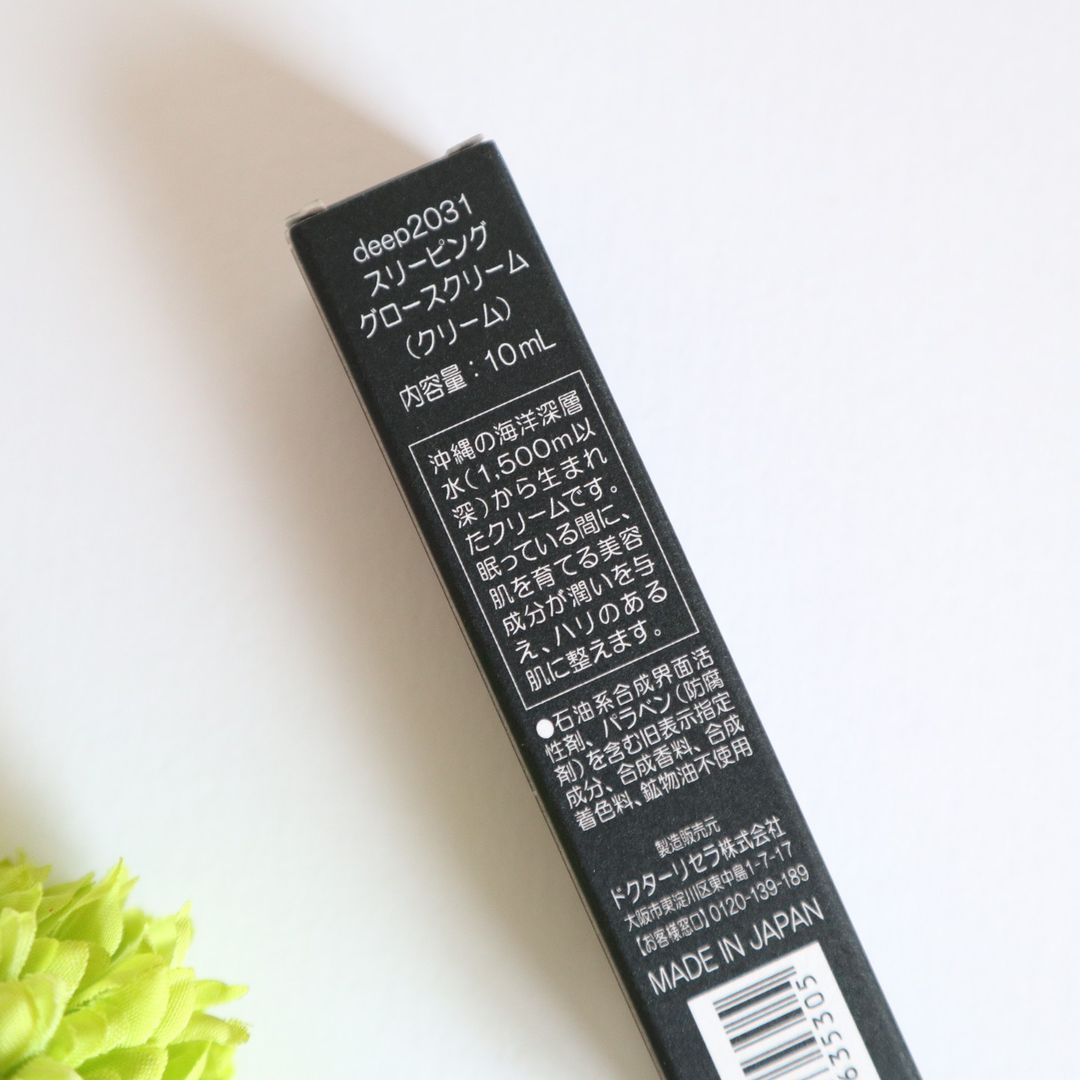 deep2031
スリーピング
グロースクリーム
(クリーム)
内容量：10mL
沖縄の海洋深層
水(1,500m以
深)から生まれ
たクリームです。
眠っている間に、
肌を育てる美容
成分が潤いを与
え、ハリのある
肌に整えます。
●石油系合成界面活
性剤、パラベン(防腐
剤)を含む旧表示指定
成分、合成香料、合成
着色料、鉱物油不使用
製造販売元
ドクターリセラ株式会社
大阪市東淀川区東中島1-7-17
【お客様窓口】0120-139-189
MADE IN JAPAN
635305